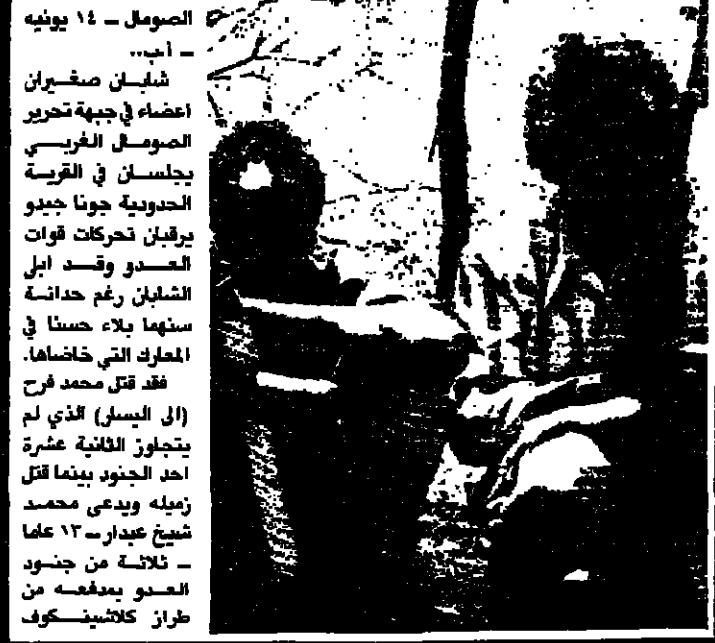 الصومال ـ ١٤ يونيه
ـ أ.ب..
شابان صغيران
أعضاء في جبهة تحرير
الصومال الغربي
يجلسان في القرية
الحدودية جونا جيدو
يرقبان تحركات قوات
العدو وقد ابلى
الشابان رغم حداثة
سنهما بلاء حسنا في
المعارك التي خاضاها.
فقد قتل محمد فرح
(الى اليسار) الذي لم
يتجاوز الثانية عشرة
احد الجنود بينما قتل
زميله ويدعى محمد
شيخ عبدار ـ ١٣ عاما
ـ ثلاثة من جنود
العدو بمدفعه من
طراز كلاشينكوف